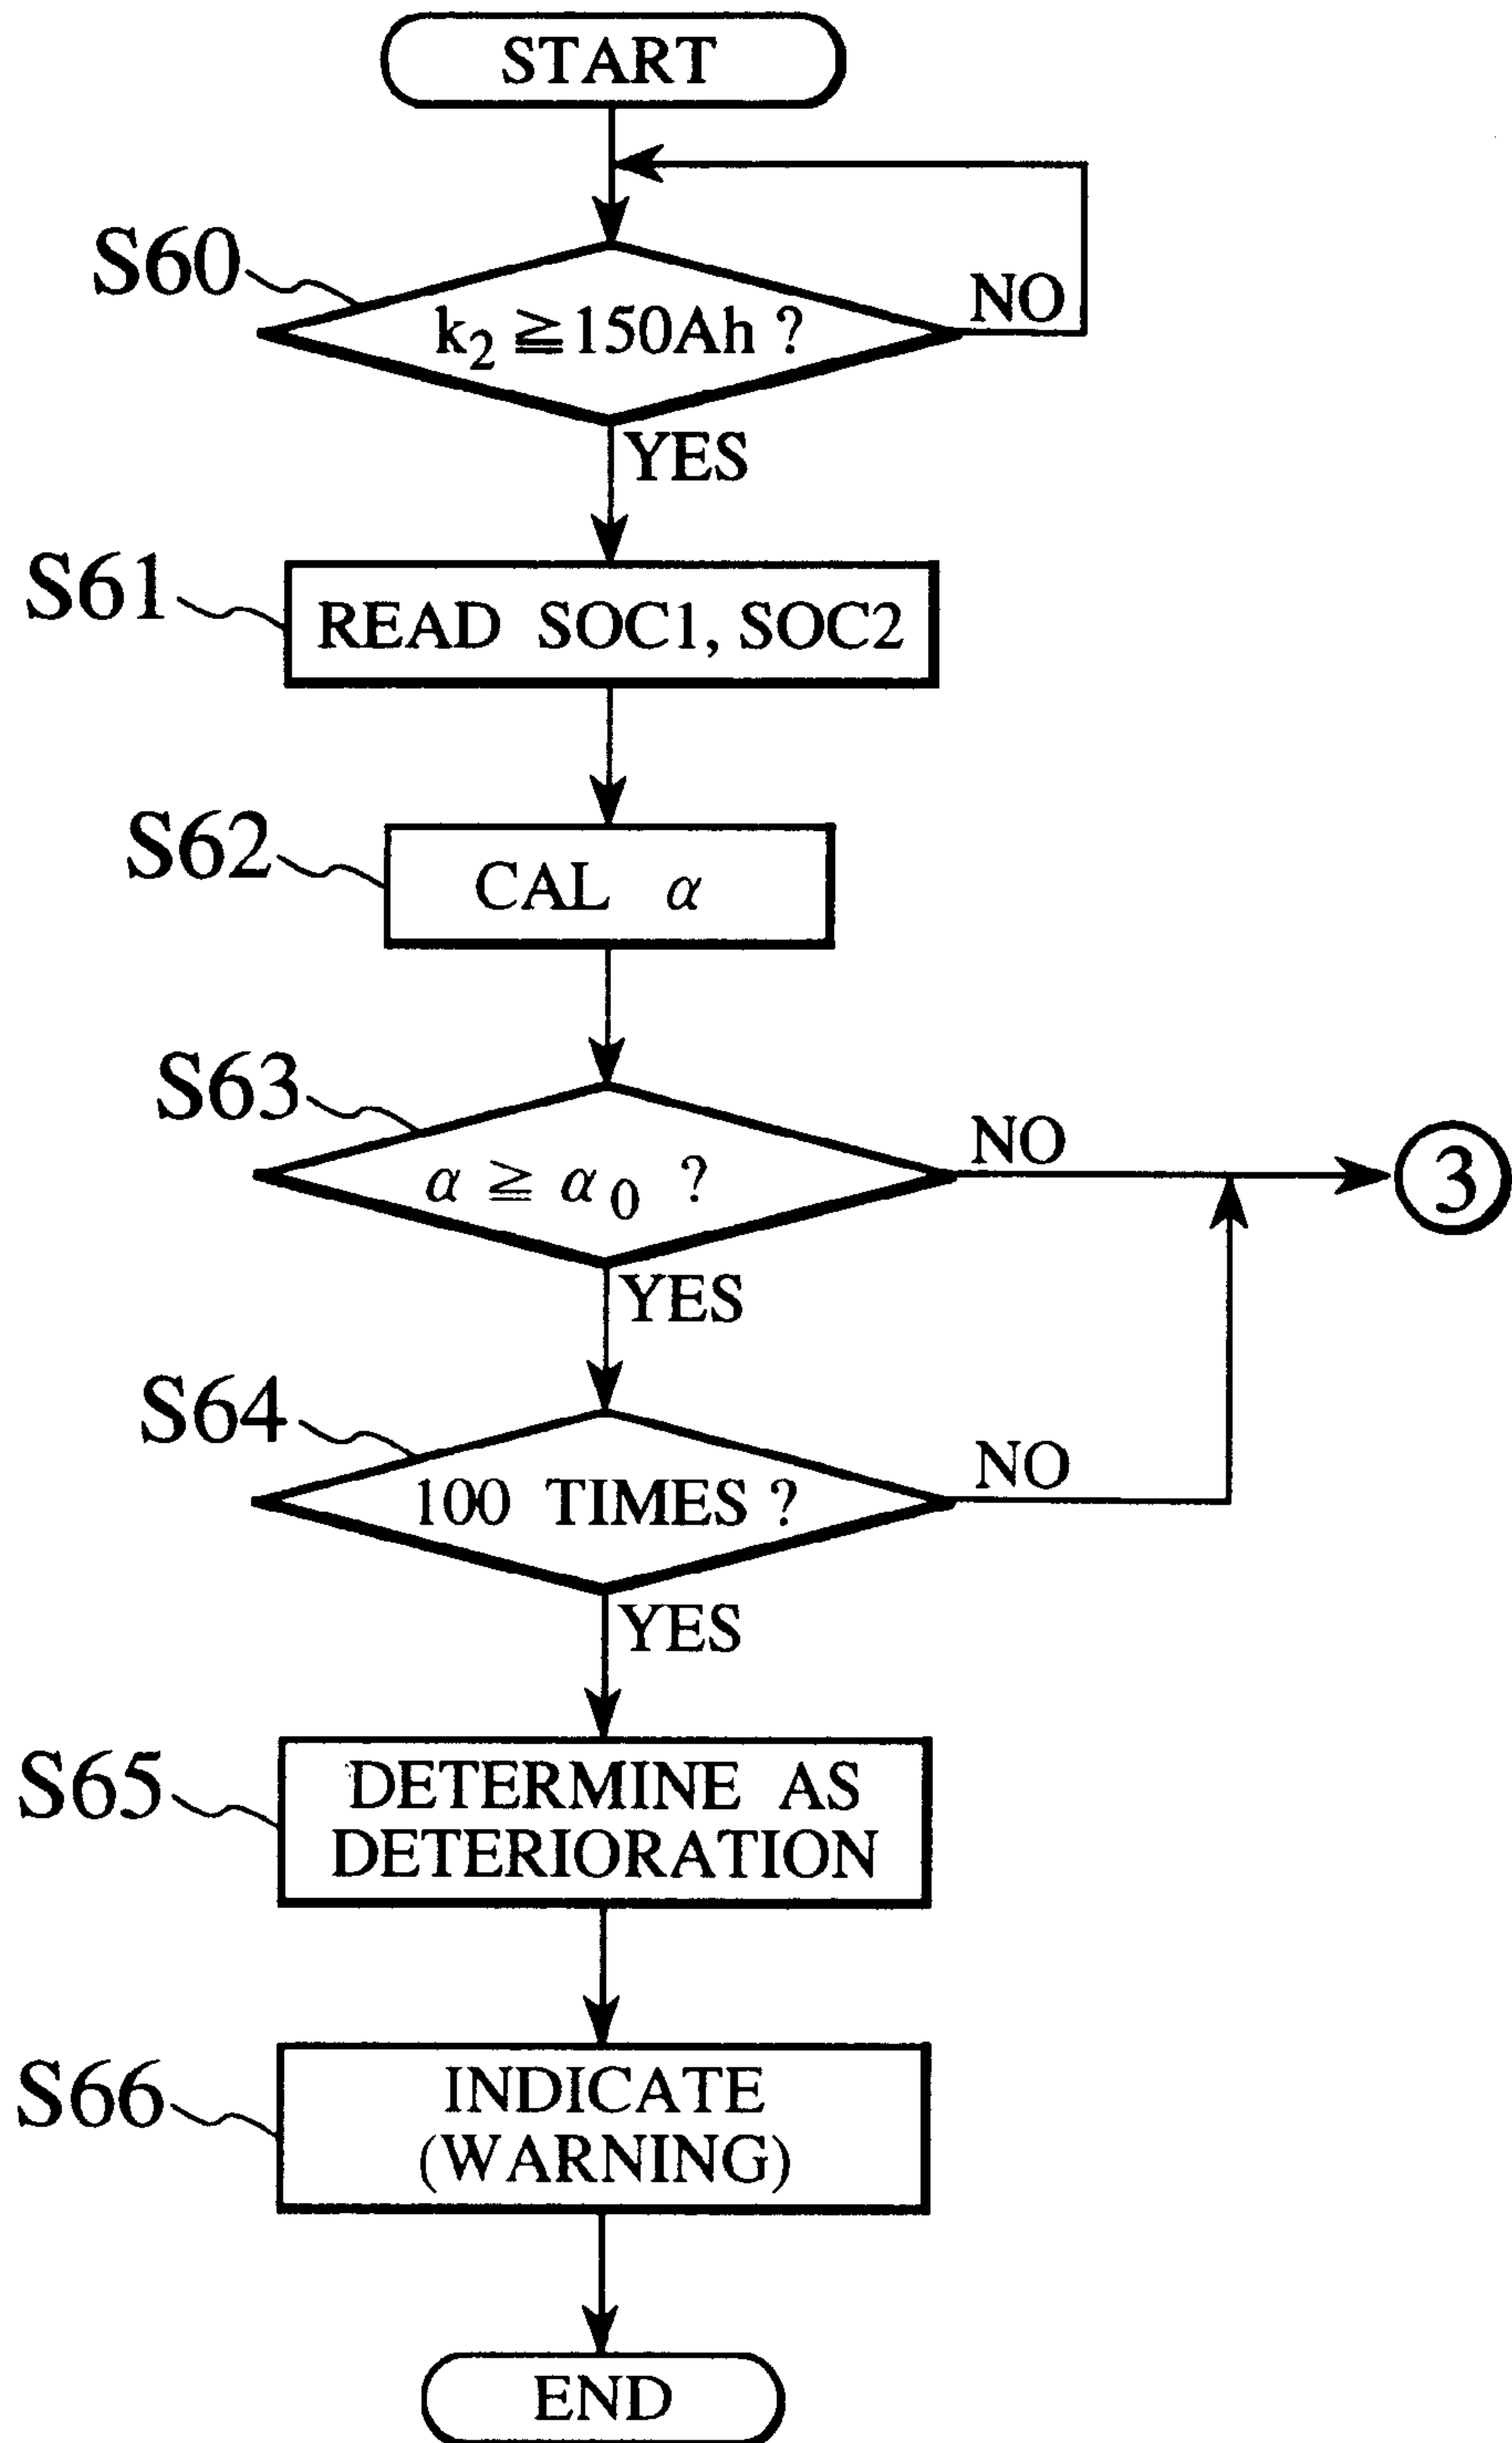 START
S60
k₂ ≧ 150Ah ?
NO
YES
S61
READ SOC1, SOC2
S62
CAL α
S63
α ≧ α₀ ?
NO
3
YES
S64
100 TIMES ?
NO
YES
S65
DETERMINE AS
DETERIORATION
S66
INDICATE
(WARNING)
END